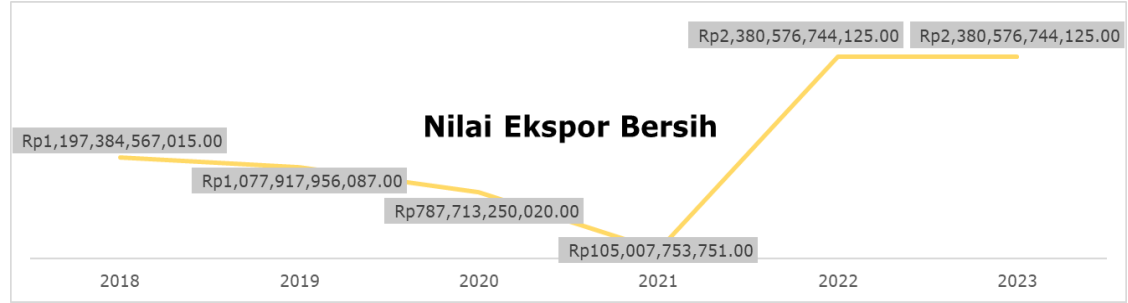 Rp2,380,576,744,125.00 Rp2,380,576,744,125.00
Nilai Ekspor Bersih
Rp1,197,384,567,015.00
Rp1,077,917,956,087.00
Rp787,713,250,020.00
Rp105,007,753,751.00
2018 2019 2020 2021 2022 2023